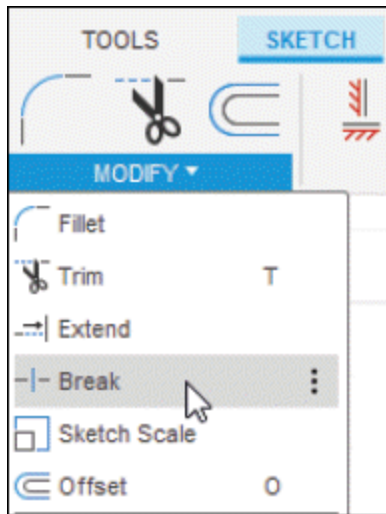 TOOLS SKETCH
MODIFY
Fillet
Trim T
Extend
Break
Sketch Scale
Offset O